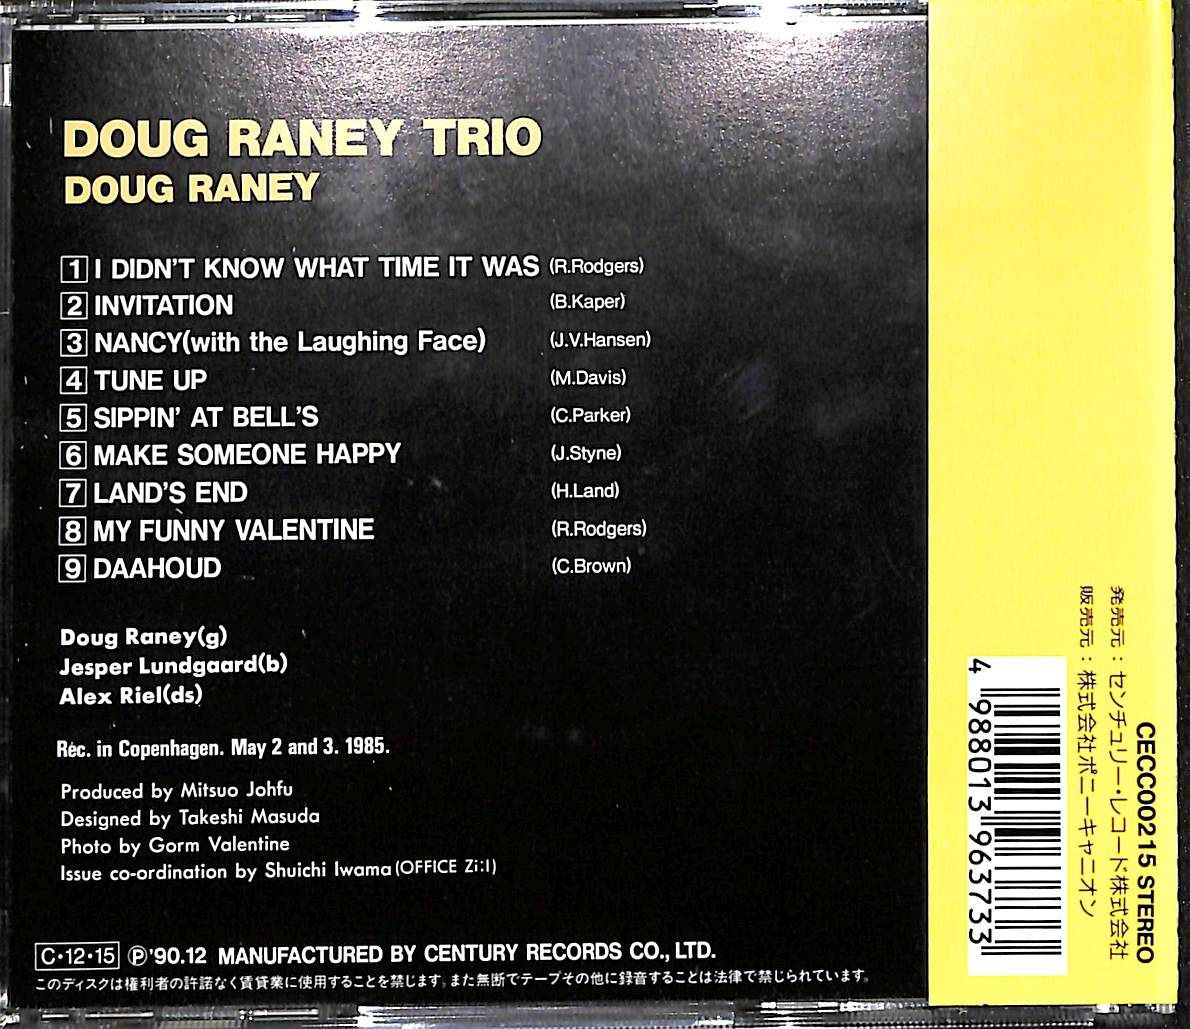 DOUG RANEY TRIO
DOUG RANEY
1 I DIDN'T KNOW WHAT TIME IT WAS (R.Rodgers)
2 INVITATION (B.Kaper)
3 NANCY(with the Laughing Face) (J.V.Hansen)
4 TUNE UP (M.Davis)
5 SIPPIN' AT BELL'S (C.Parker)
6 MAKE SOMEONE HAPPY (J.Styne)
7 LAND'S END (H.Land)
8 MY FUNNY VALENTINE (R.Rodgers)
9 DAAHOUD (C.Brown)
Doug Raney(g)
Jesper Lundgaard(b)
Alex Riel(ds)
Rec. in Copenhagen. May 2 and 3. 1985.
Produced by Mitsuo Johfu
Designed by Takeshi Masuda
Photo by Gorm Valentine
Issue co-ordination by Shuichi Iwama(OFFICE Zi:l)
C・12・15 Ⓟ'90.12 MANUFACTURED BY CENTURY RECORDS CO., LTD.
このディスクは権利者の許諾なく賃貸業に使用することを禁じます。また無断でテープその他に録音することは法律で禁じられています。
CECC00215 STEREO
発売元：センチュリー・レコード株式会社
販売元：株式会社ポニーキャニオン
4 988013 963733